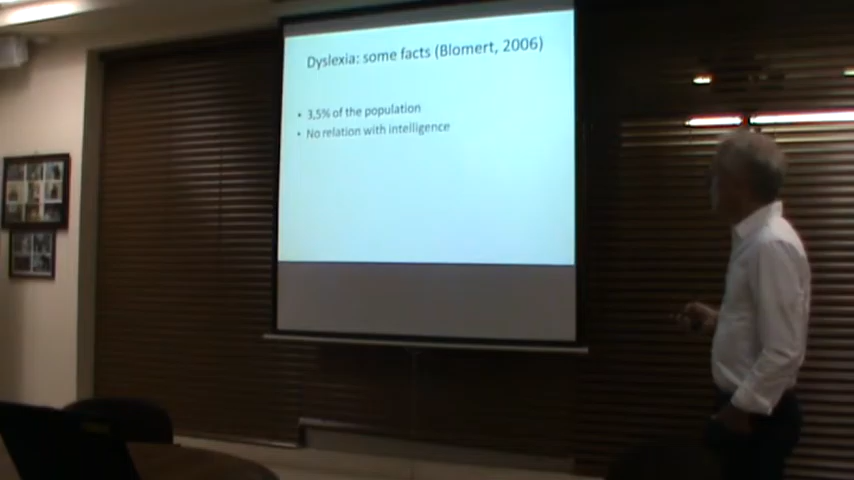 Dyslexia: some facts (Blomert, 2006)
• 3,5% of the population
• No relation with intelligence